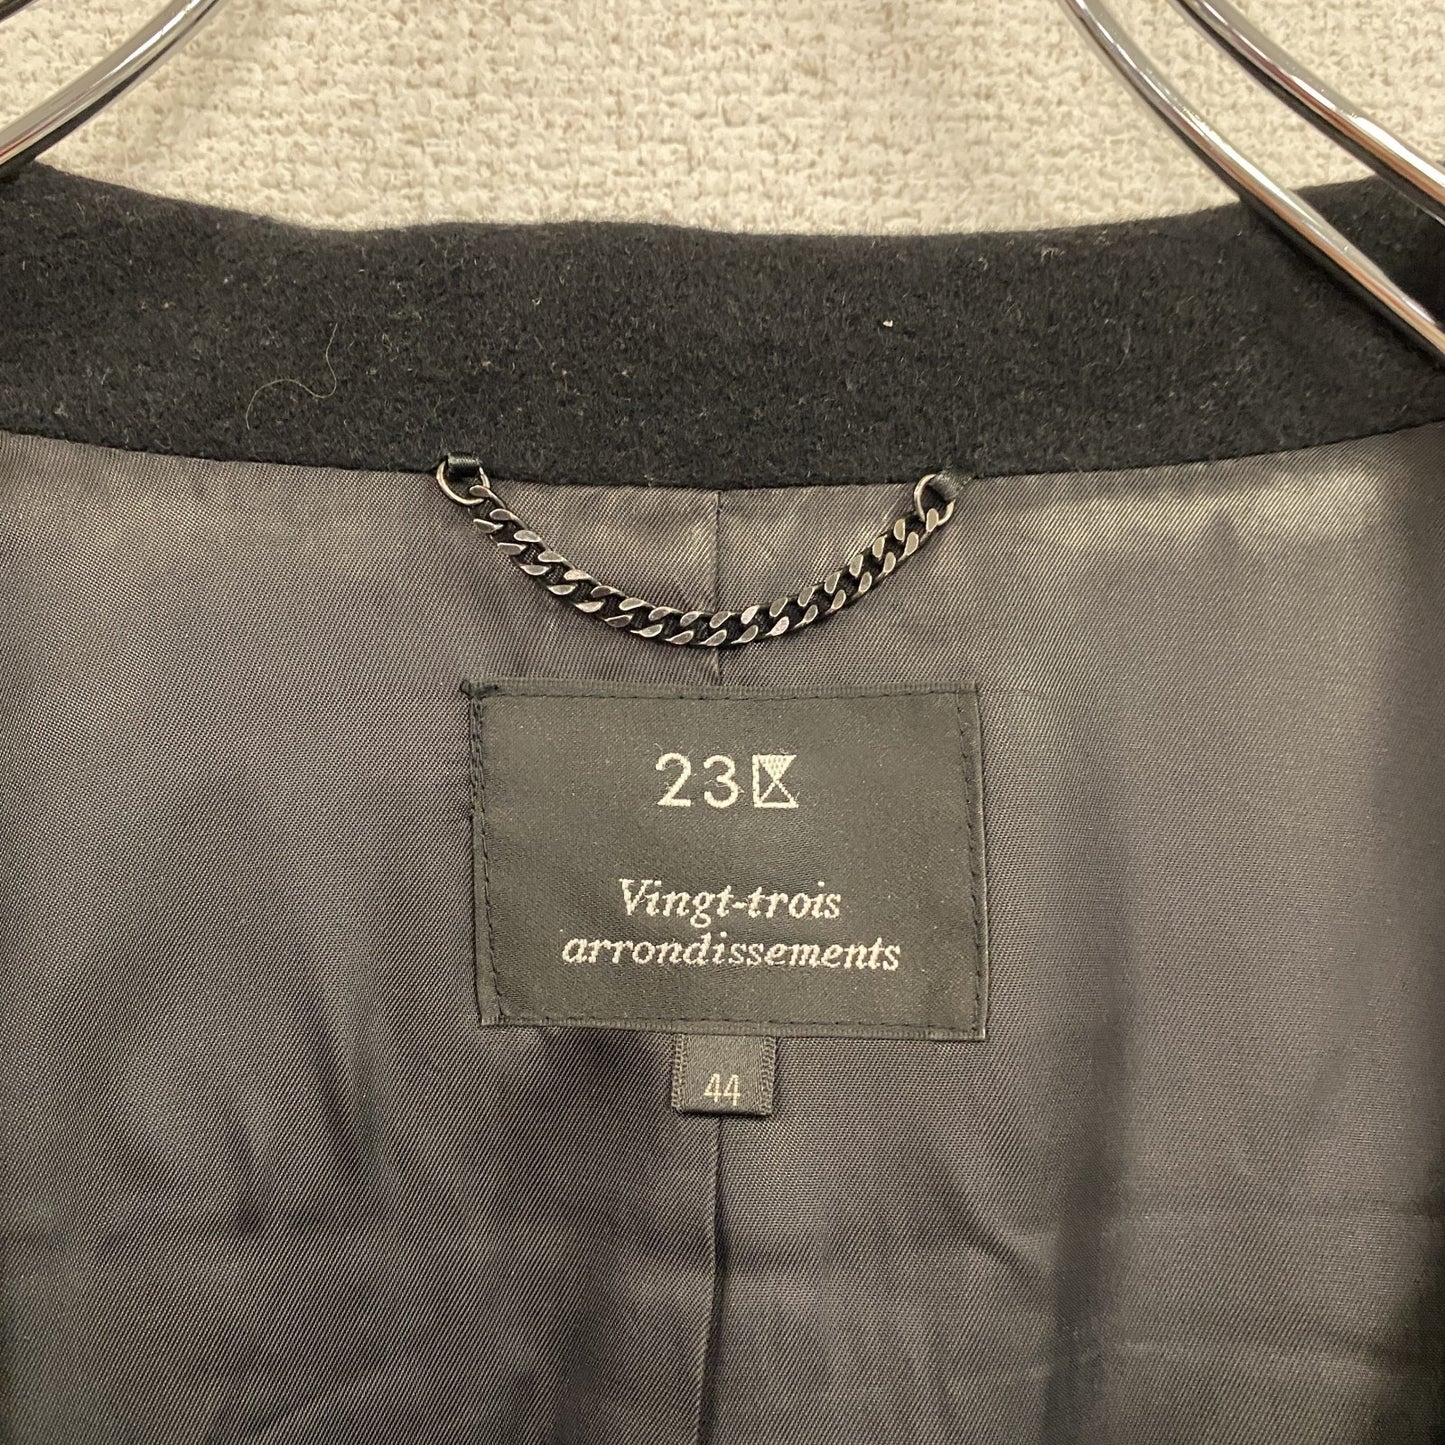 23区
Vingt-trois
arrondissements
44